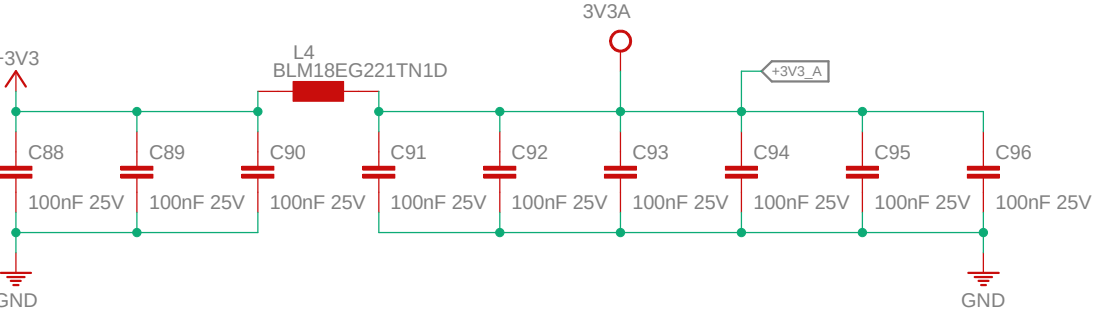 3V3A
+3V3
L4
BLM18EG221TN1D
+3V3_A
C88
C89
C90
C91
C92
C93
C94
C95
C96
100nF 25V
100nF 25V
100nF 25V
100nF 25V
100nF 25V
100nF 25V
100nF 25V
100nF 25V
100nF 25V
GND
GND